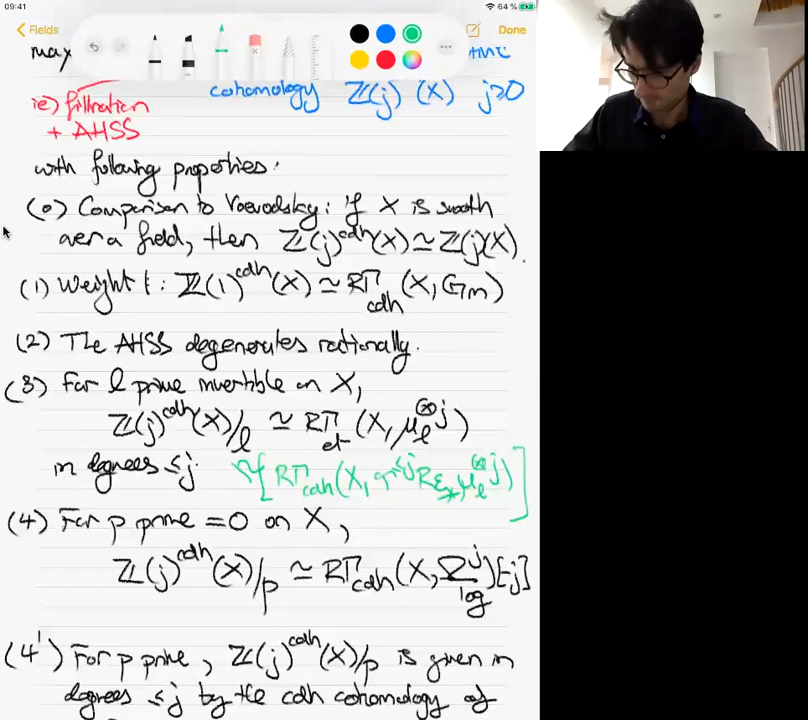 09:41
64%
Fields
Done
max
cohomology ℤ(j) (X) j≥0
ie) filtration
+ AHSS
with following properties:
(0) Comparison to Voevodsky: if X is smooth
over a field, then ℤ(j)^cdh(X) ≃ ℤ(j)(X).
(1) Weight 1: ℤ(1)^cdh(X) ≃ RΓ_cdh(X, Gm)
(2) The AHSS degenerates rationally.
(3) For l prime invertible on X,
ℤ(j)^cdh(X)/l ≃ RΓ_et(X, μ_l^⊗j)
in degrees ≤j. ≃[RΓ_cdh(X, τ^≤j Rε_* μ_l^⊗j)]
(4) For p prime =0 on X,
ℤ(j)^cdh(X)/p ≃ RΓ_cdh(X, Ω^j_log)[-j]
(4') For p prime, ℤ(j)^cdh(X)/p is given in
degrees ≤j by the cdh cohomology of